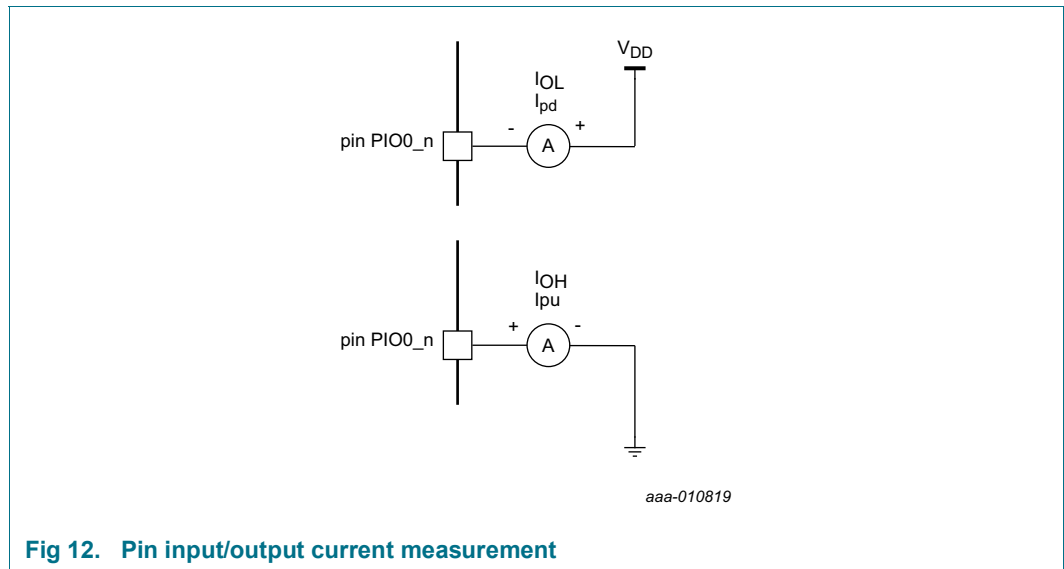 VDD
IOL
Ipd
- +
pin PIO0_n
A
IOH
Ipu
+ -
pin PIO0_n
A
aaa-010819
Fig 12. Pin input/output current measurement